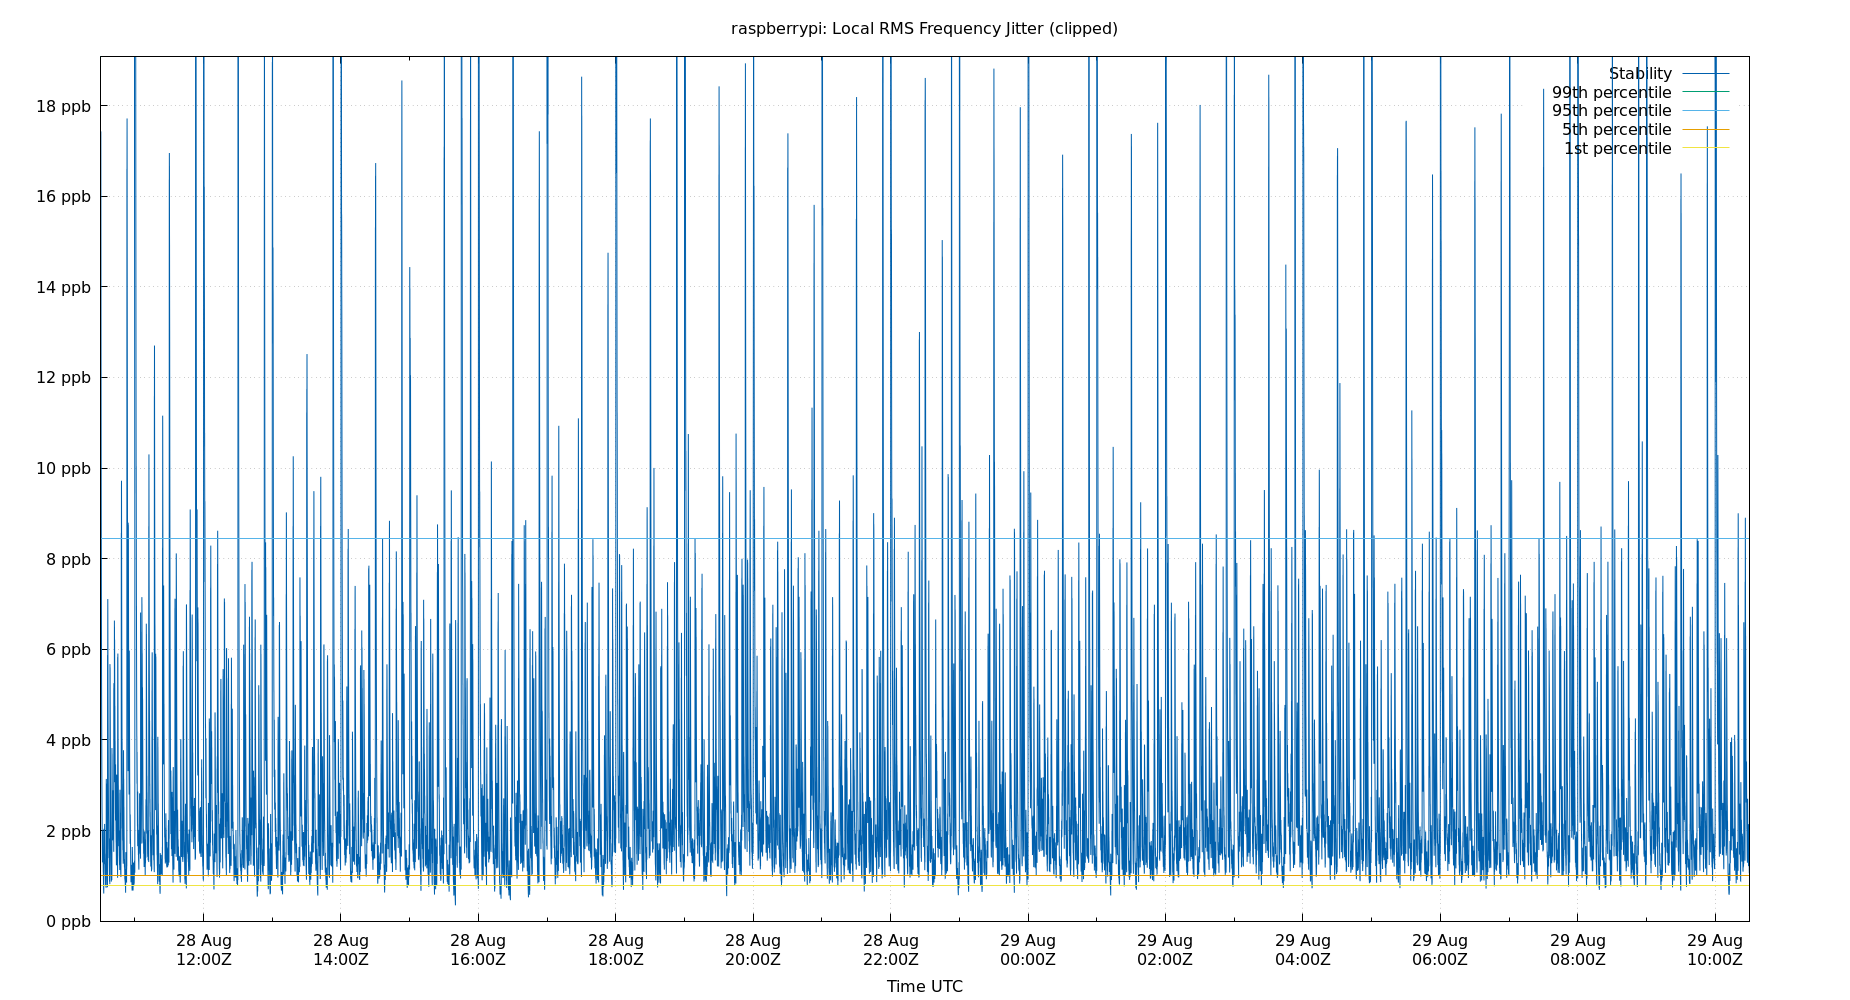 raspberrypi: Local RMS Frequency Jitter (clipped)
Stability
99th percentile
95th percentile
5th percentile
1st percentile
18 ppb
16 ppb
14 ppb
12 ppb
10 ppb
8 ppb
6 ppb
4 ppb
2 ppb
0 ppb
28 Aug 28 Aug 28 Aug 28 Aug 28 Aug 28 Aug 29 Aug 29 Aug 29 Aug 29 Aug 29 Aug 29 Aug
12:00Z 14:00Z 16:00Z 18:00Z 20:00Z 22:00Z 00:00Z 02:00Z 04:00Z 06:00Z 08:00Z 10:00Z
Time UTC